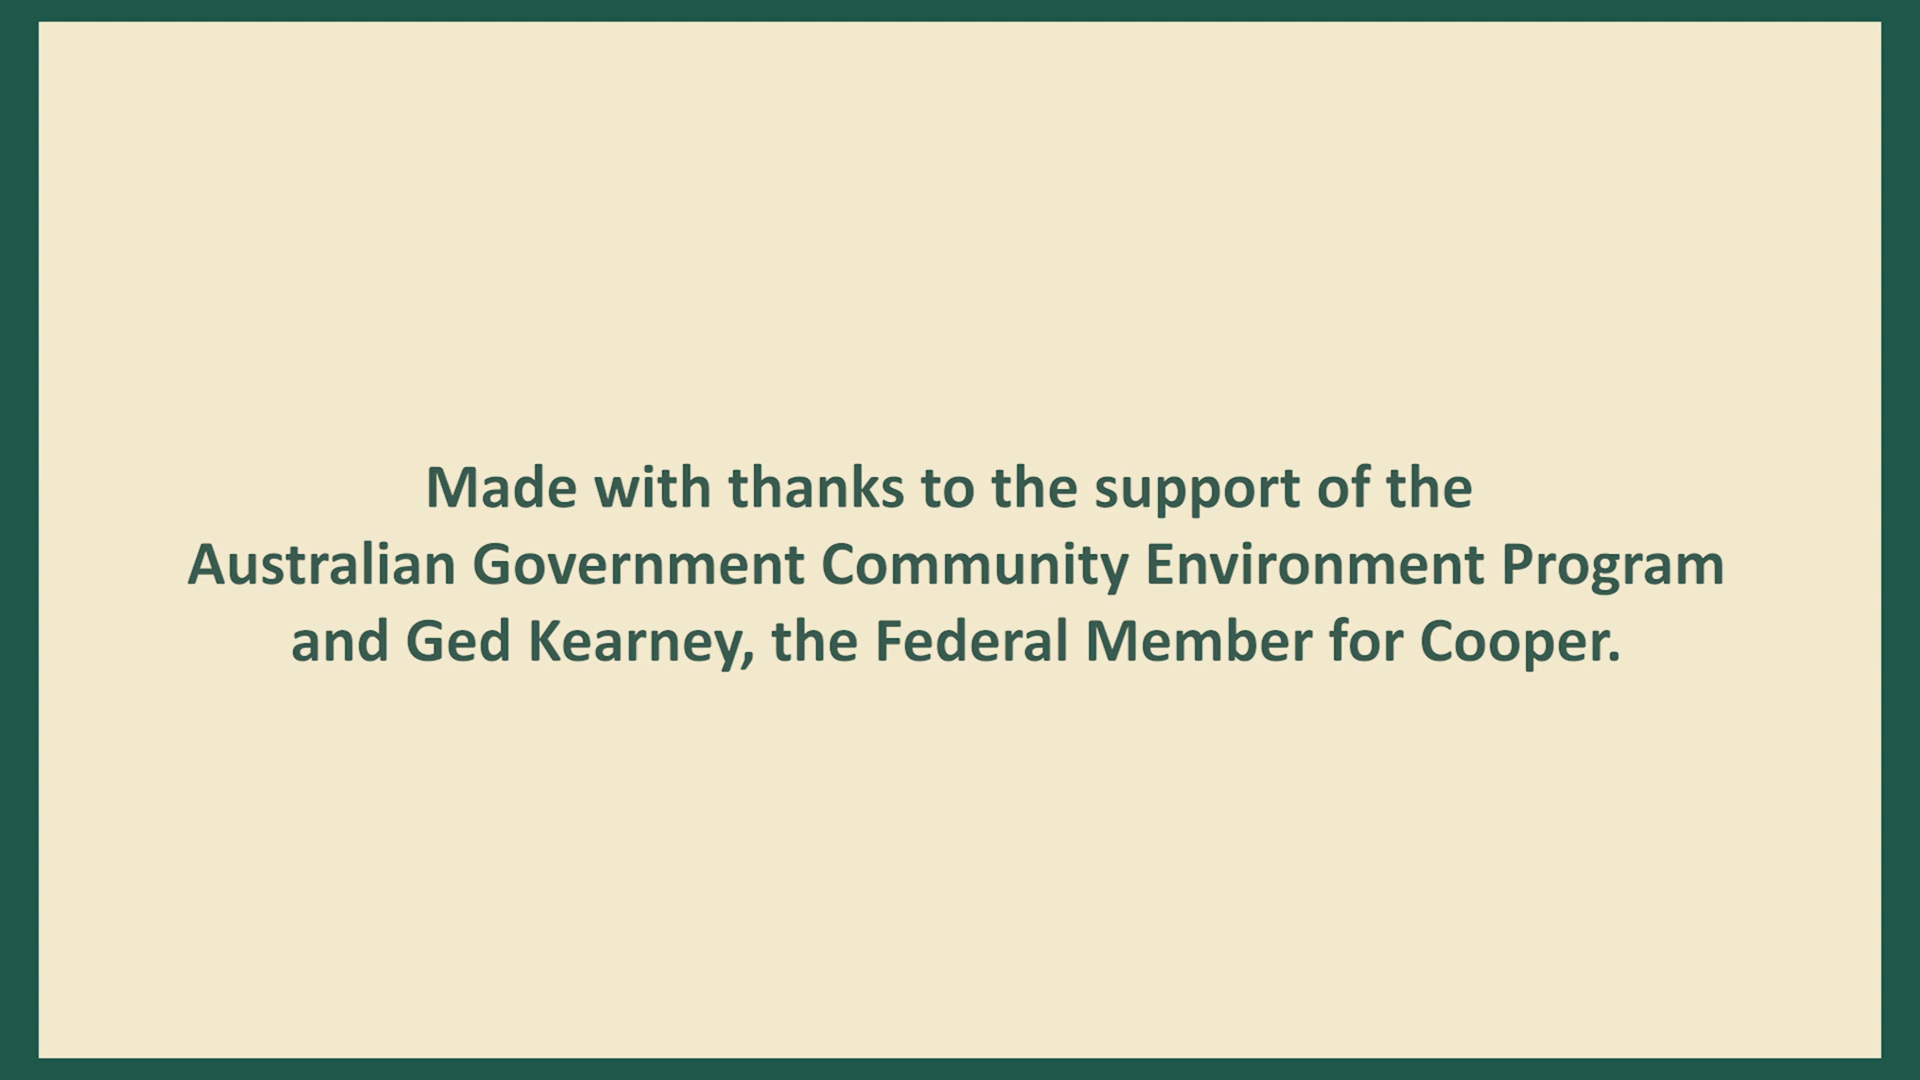 Made with thanks to the support of the
Australian Government Community Environment Program
and Ged Kearney, the Federal Member for Cooper.